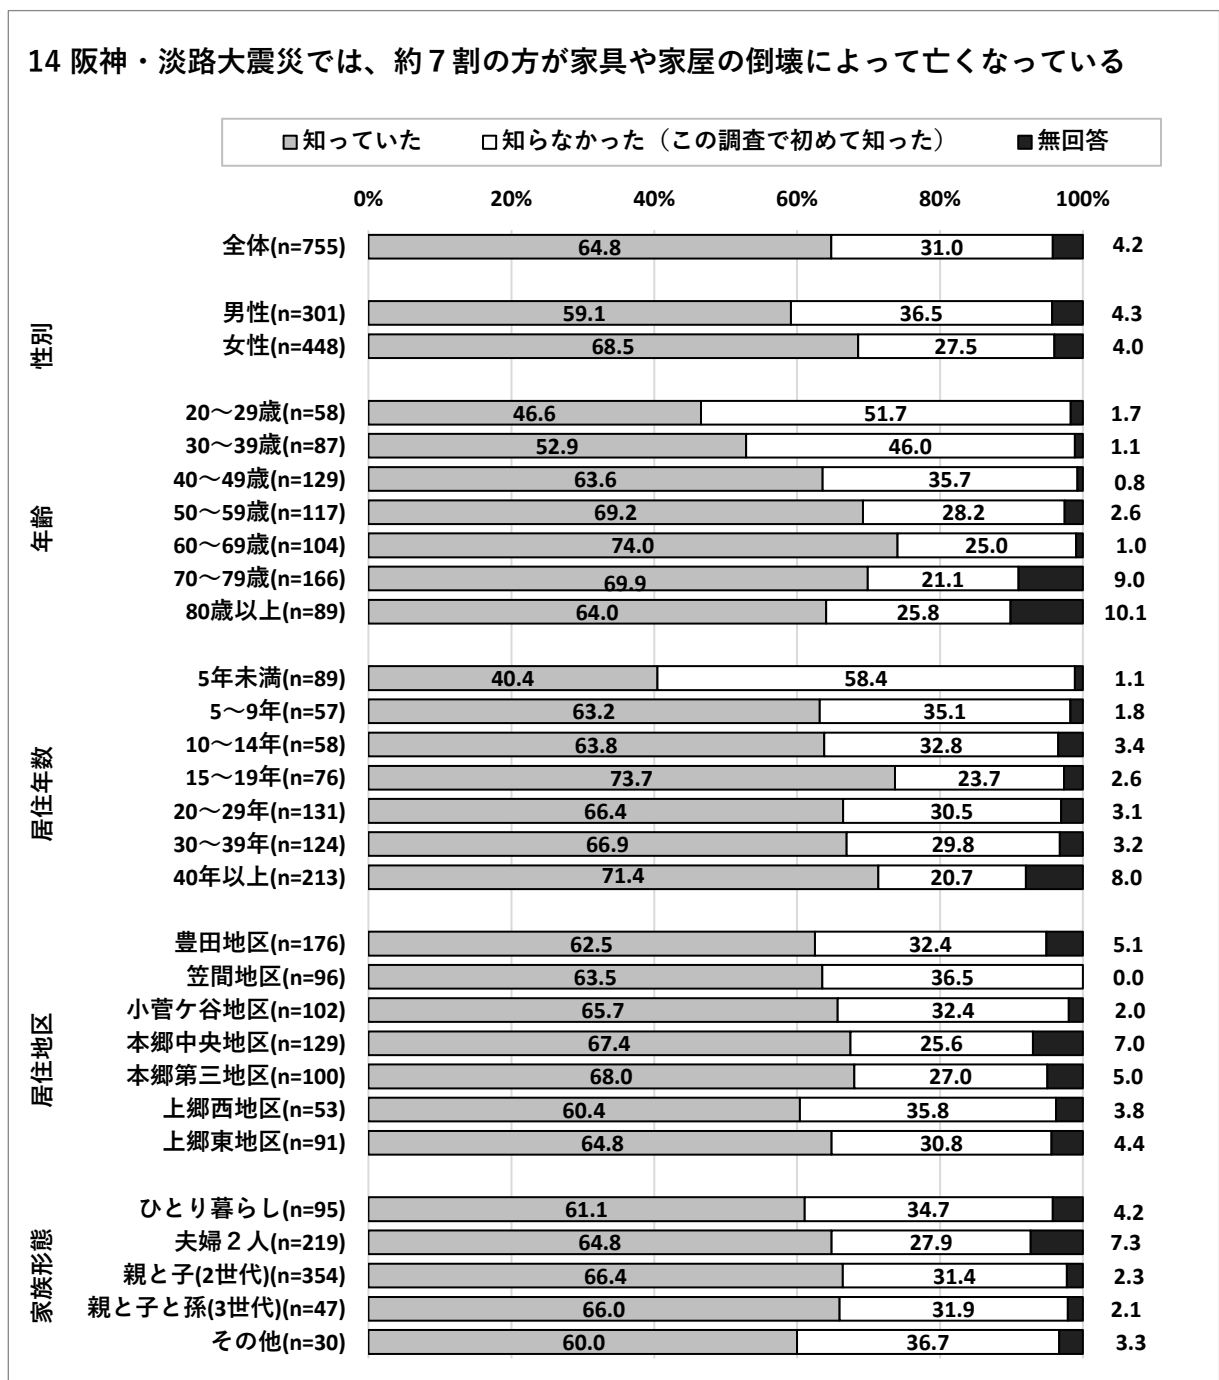 14 阪神・淡路大震災では、約７割の方が家具や家屋の倒壊によって亡くなっている
知っていた 知らなかった（この調査で初めて知った） 無回答
0% 20% 40% 60% 80% 100%
全体(n=755) 64.8 31.0 4.2
性別
男性(n=301) 59.1 36.5 4.3
女性(n=448) 68.5 27.5 4.0
年齢
20～29歳(n=58) 46.6 51.7 1.7
30～39歳(n=87) 52.9 46.0 1.1
40～49歳(n=129) 63.6 35.7 0.8
50～59歳(n=117) 69.2 28.2 2.6
60～69歳(n=104) 74.0 25.0 1.0
70～79歳(n=166) 69.9 21.1 9.0
80歳以上(n=89) 64.0 25.8 10.1
居住年数
5年未満(n=89) 40.4 58.4 1.1
5～9年(n=57) 63.2 35.1 1.8
10～14年(n=58) 63.8 32.8 3.4
15～19年(n=76) 73.7 23.7 2.6
20～29年(n=131) 66.4 30.5 3.1
30～39年(n=124) 66.9 29.8 3.2
40年以上(n=213) 71.4 20.7 8.0
居住地区
豊田地区(n=176) 62.5 32.4 5.1
笠間地区(n=96) 63.5 36.5 0.0
小菅ケ谷地区(n=102) 65.7 32.4 2.0
本郷中央地区(n=129) 67.4 25.6 7.0
本郷第三地区(n=100) 68.0 27.0 5.0
上郷西地区(n=53) 60.4 35.8 3.8
上郷東地区(n=91) 64.8 30.8 4.4
家族形態
ひとり暮らし(n=95) 61.1 34.7 4.2
夫婦２人(n=219) 64.8 27.9 7.3
親と子(2世代)(n=354) 66.4 31.4 2.3
親と子と孫(3世代)(n=47) 66.0 31.9 2.1
その他(n=30) 60.0 36.7 3.3